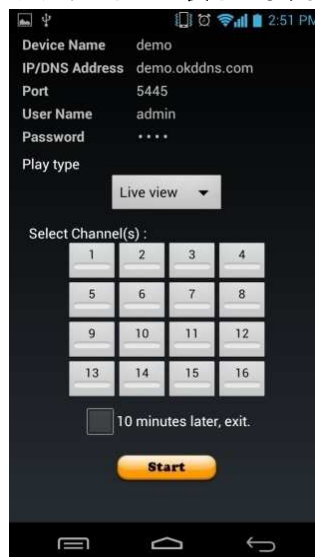 2:51 PM
Device Name demo
IP/DNS Address demo.okddns.com
Port 5445
User Name admin
Password ••••
Play type
Live view
Select Channel(s) :
1 2 3 4
5 6 7 8
9 10 11 12
13 14 15 16
10 minutes later, exit.
Start